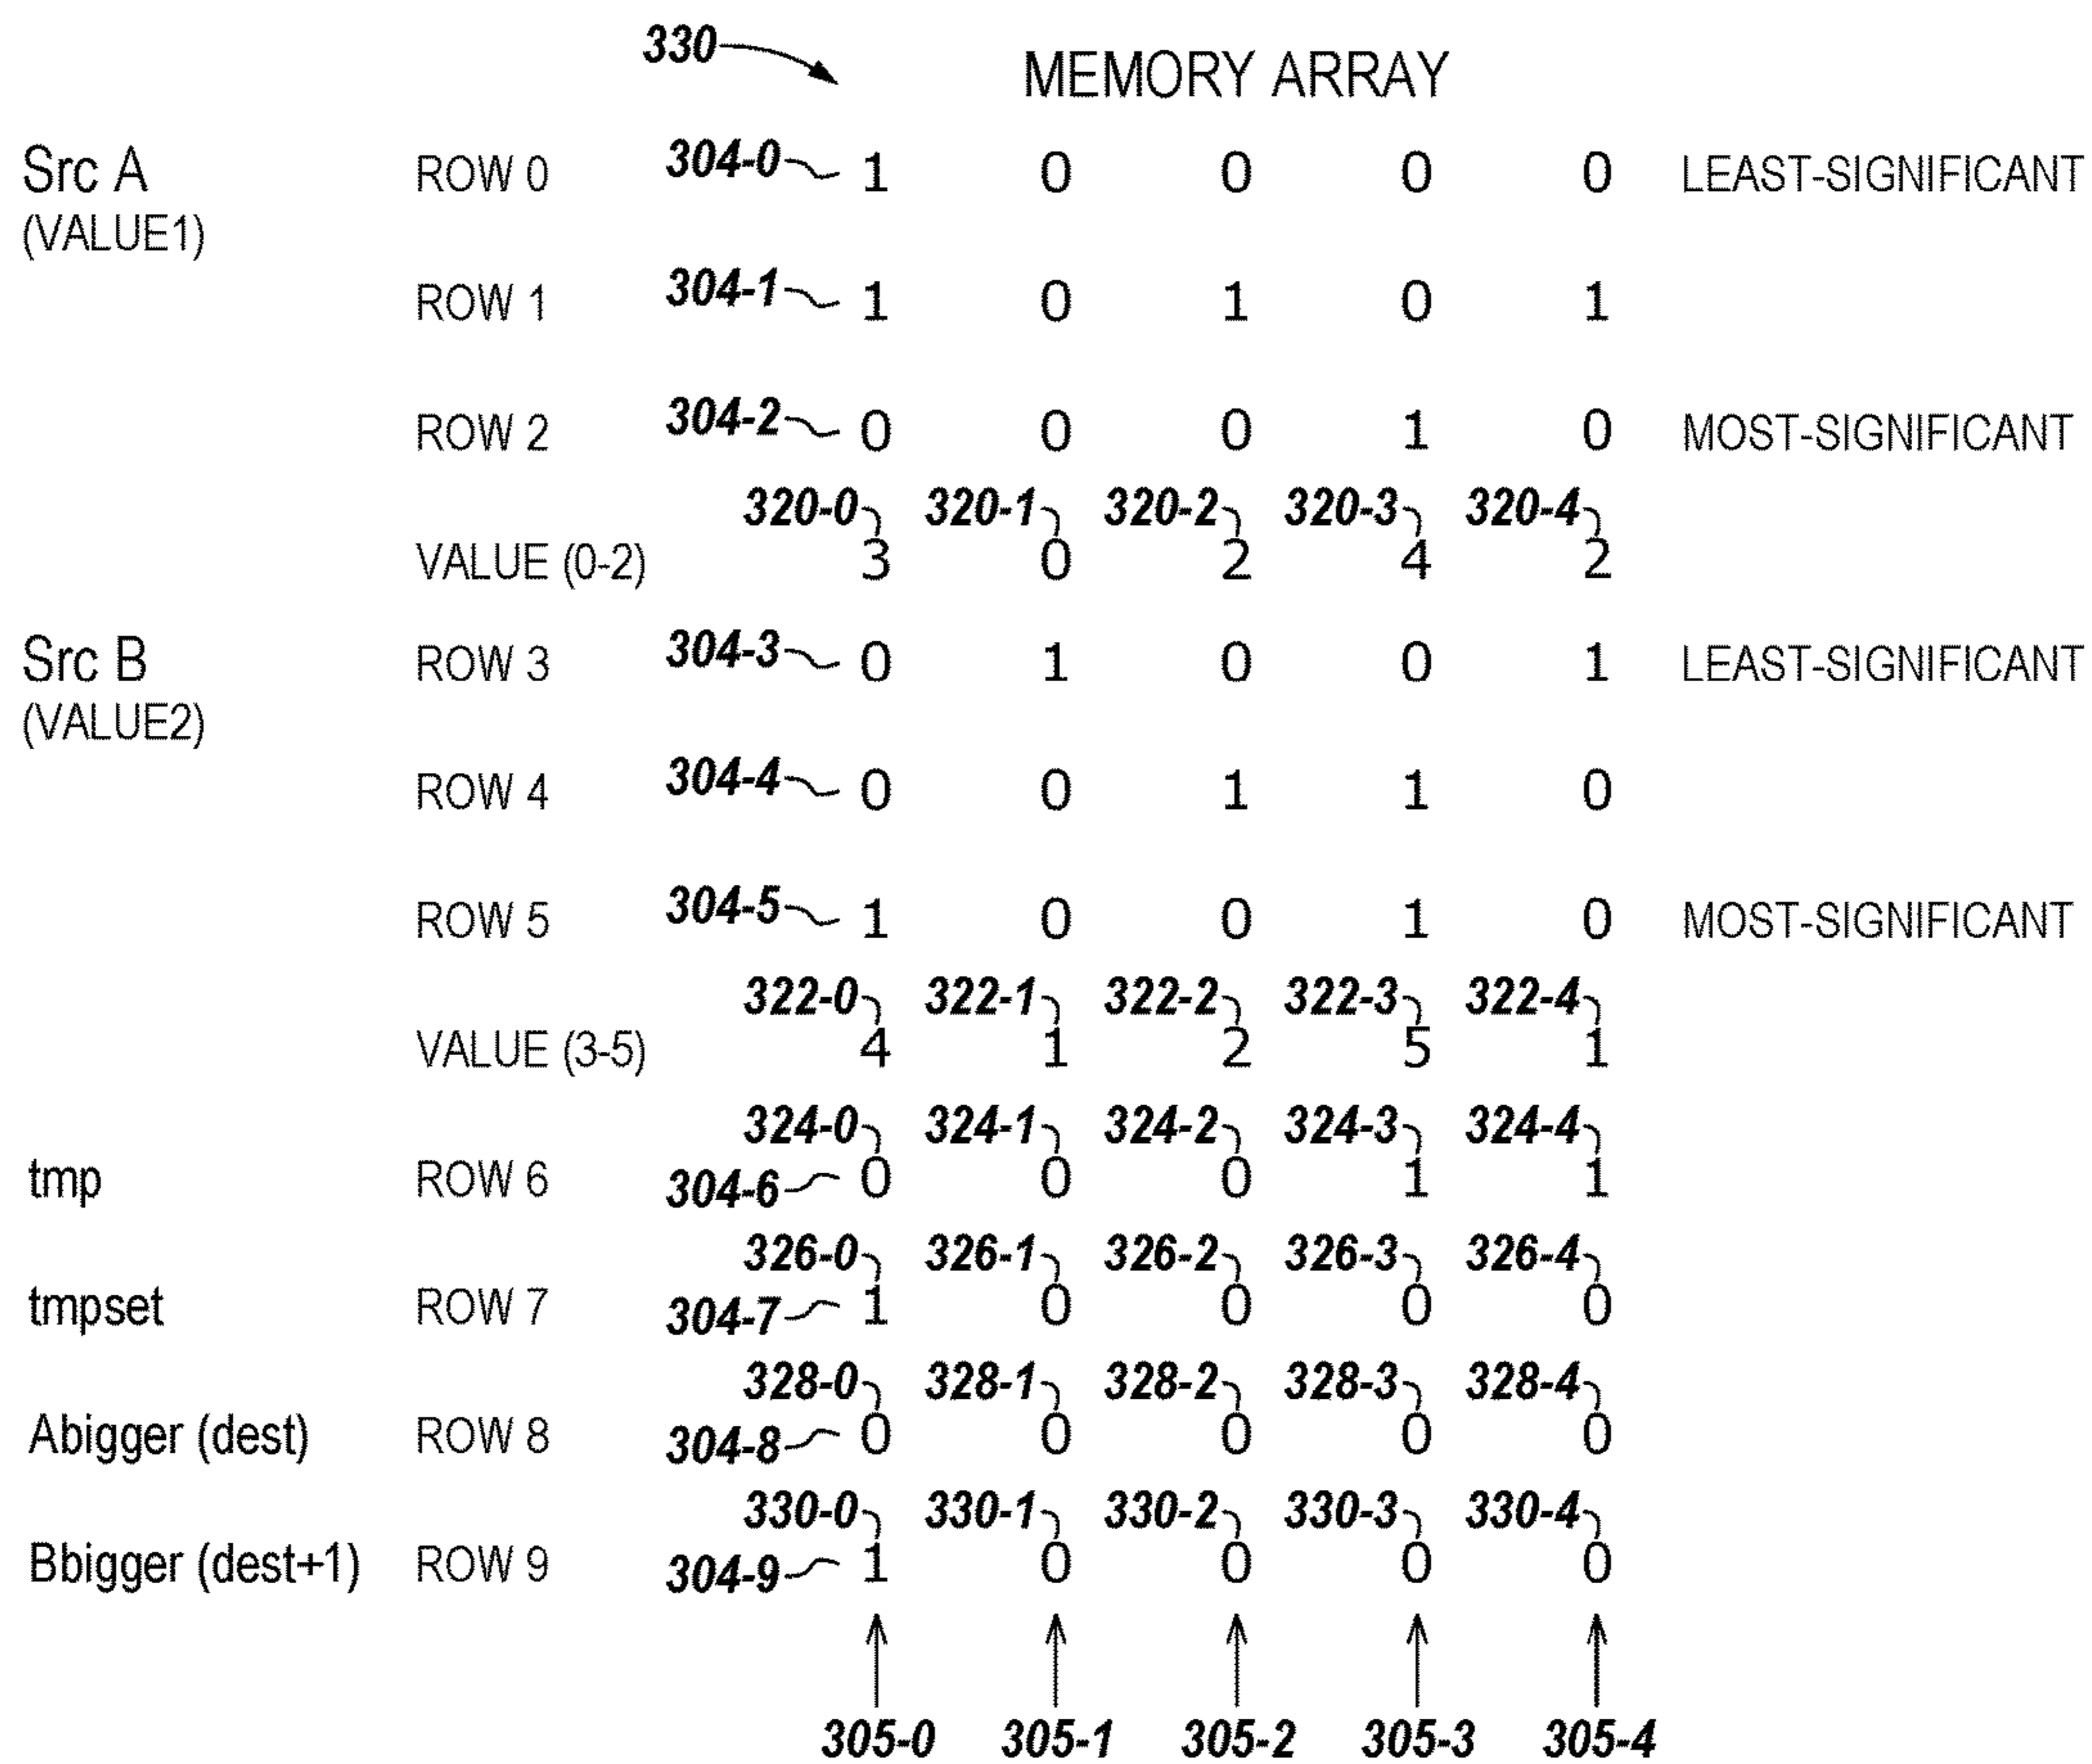 330 MEMORY ARRAY
Src A ROW 0 304-0 1 0 0 0 0 LEAST-SIGNIFICANT
(VALUE1)
ROW 1 304-1 1 0 1 0 1
ROW 2 304-2 0 0 0 1 0 MOST-SIGNIFICANT
320-0 320-1 320-2 320-3 320-4
VALUE (0-2) 3 0 2 4 2
Src B ROW 3 304-3 0 1 0 0 1 LEAST-SIGNIFICANT
(VALUE2)
ROW 4 304-4 0 0 1 1 0
ROW 5 304-5 1 0 0 1 0 MOST-SIGNIFICANT
322-0 322-1 322-2 322-3 322-4
VALUE (3-5) 4 1 2 5 1
324-0 324-1 324-2 324-3 324-4
tmp ROW 6 304-6 0 0 0 1 1
326-0 326-1 326-2 326-3 326-4
tmpset ROW 7 304-7 1 0 0 0 0
328-0 328-1 328-2 328-3 328-4
Abigger (dest) ROW 8 304-8 0 0 0 0 0
330-0 330-1 330-2 330-3 330-4
Bbigger (dest+1) ROW 9 304-9 1 0 0 0 0
305-0 305-1 305-2 305-3 305-4